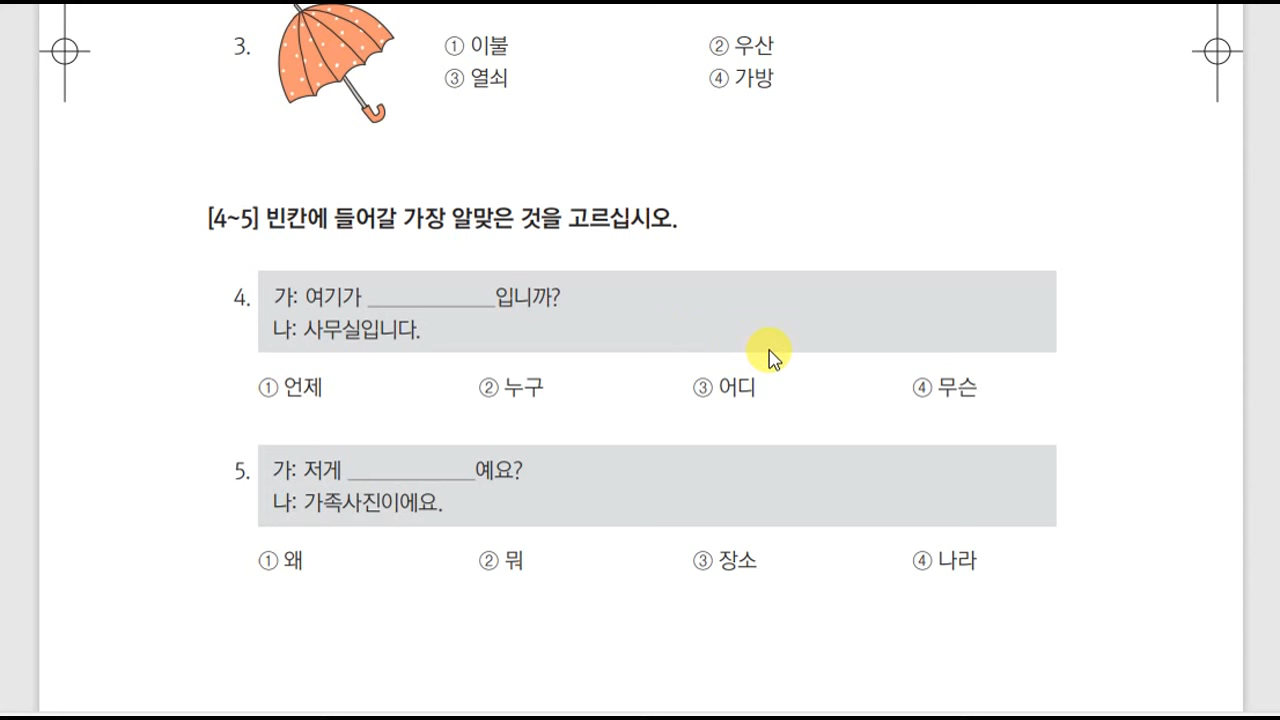 3. ① 이불 ② 우산
③ 열쇠 ④ 가방
[4~5] 빈칸에 들어갈 가장 알맞은 것을 고르십시오.
4. 가: 여기가 ____________입니까?
나: 사무실입니다.
① 언제 ② 누구 ③ 어디 ④ 무슨
5. 가: 저게 ____________예요?
나: 가족사진이에요.
① 왜 ② 뭐 ③ 장소 ④ 나라